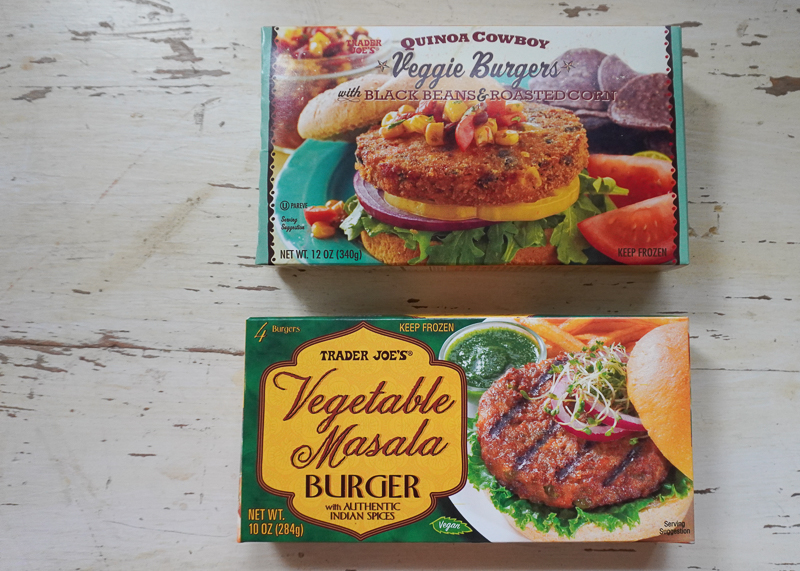 TRADER JOE'S
QUINOA COWBOY
Veggie Burgers
with BLACK BEANS & ROASTED CORN
U PAREVE
Serving
Suggestion
NET WT. 12 OZ (340g)
KEEP FROZEN
4 Burgers
KEEP FROZEN
TRADER JOE'S®
Vegetable
Masala
BURGER
with AUTHENTIC
INDIAN SPICES
NET WT.
10 OZ (284g)
Vegan
Serving
Suggestion